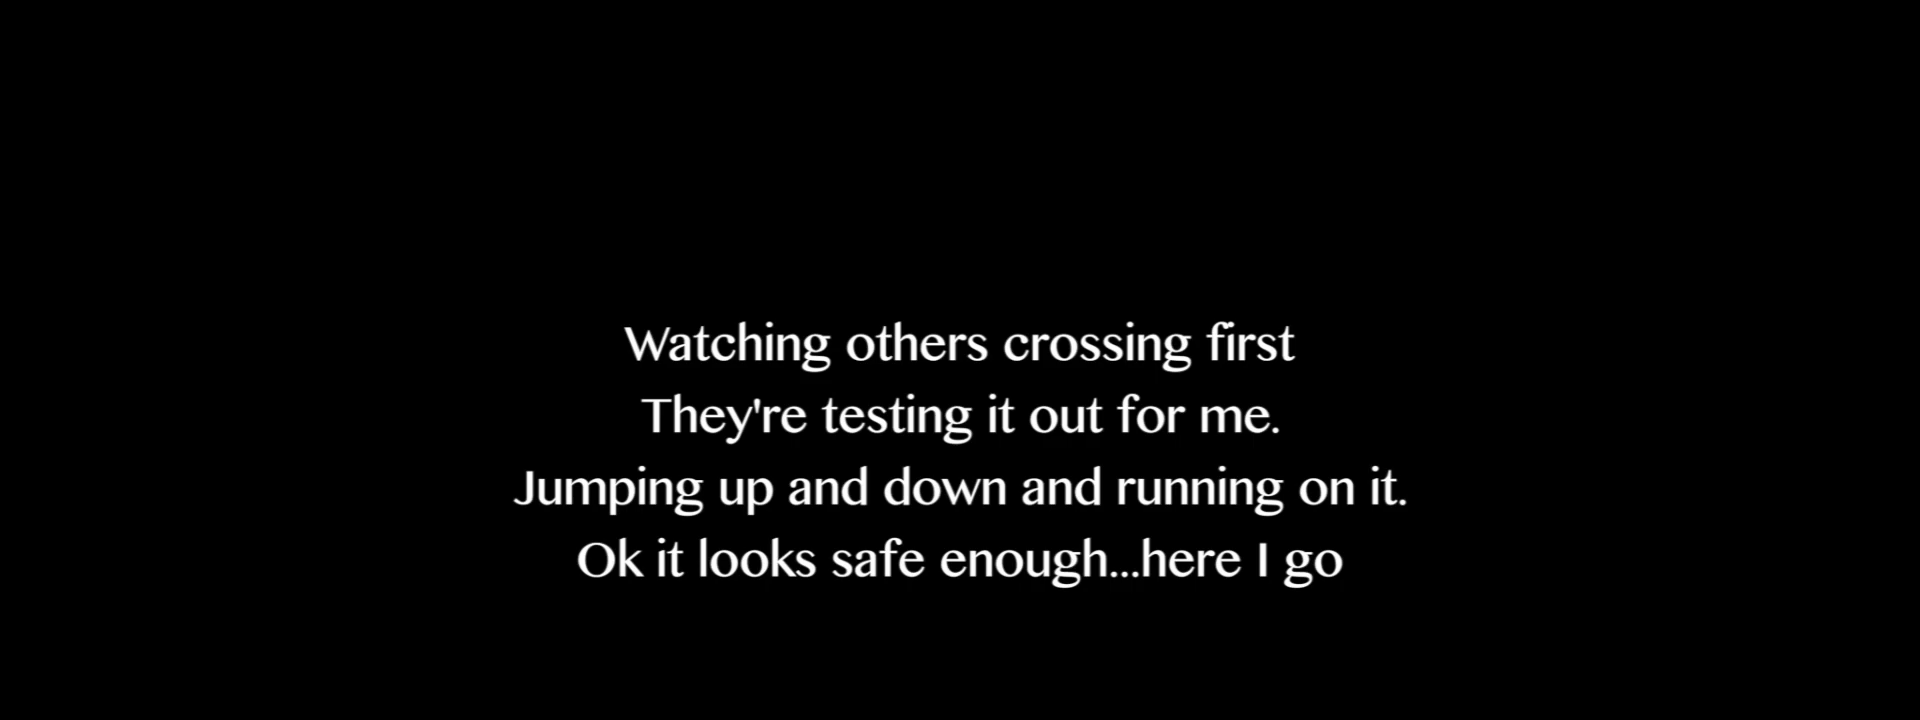 Watching others crossing first
They're testing it out for me.
Jumping up and down and running on it.
Ok it looks safe enough...here I go